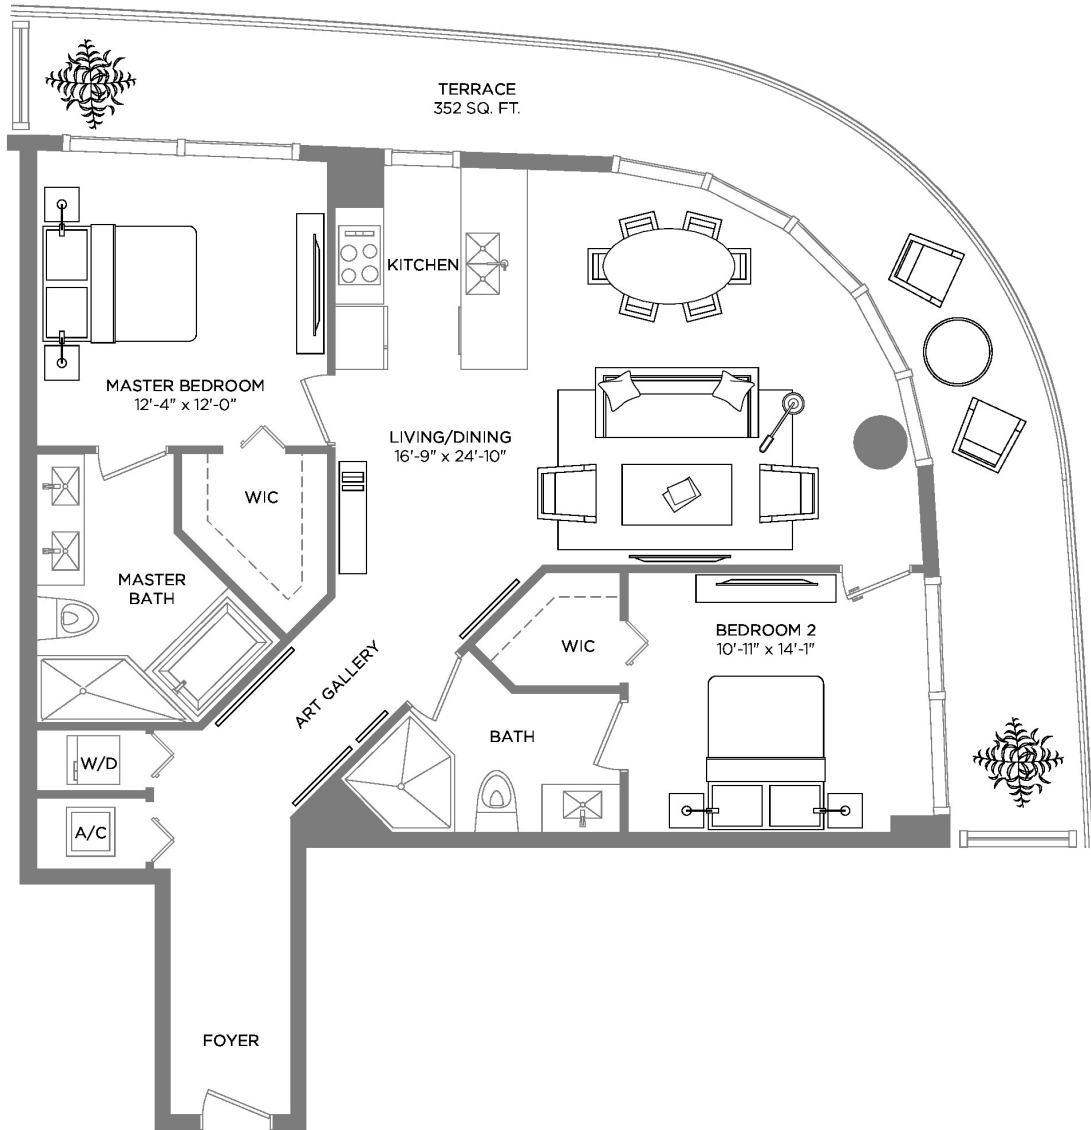 TERRACE
352 SQ. FT.
KITCHEN
MASTER BEDROOM
12'-4" x 12'-0"
LIVING/DINING
16'-9" x 24'-10"
WIC
MASTER
BATH
BEDROOM 2
10'-11" x 14'-1"
WIC
ART GALLERY
BATH
W/D
A/C
FOYER